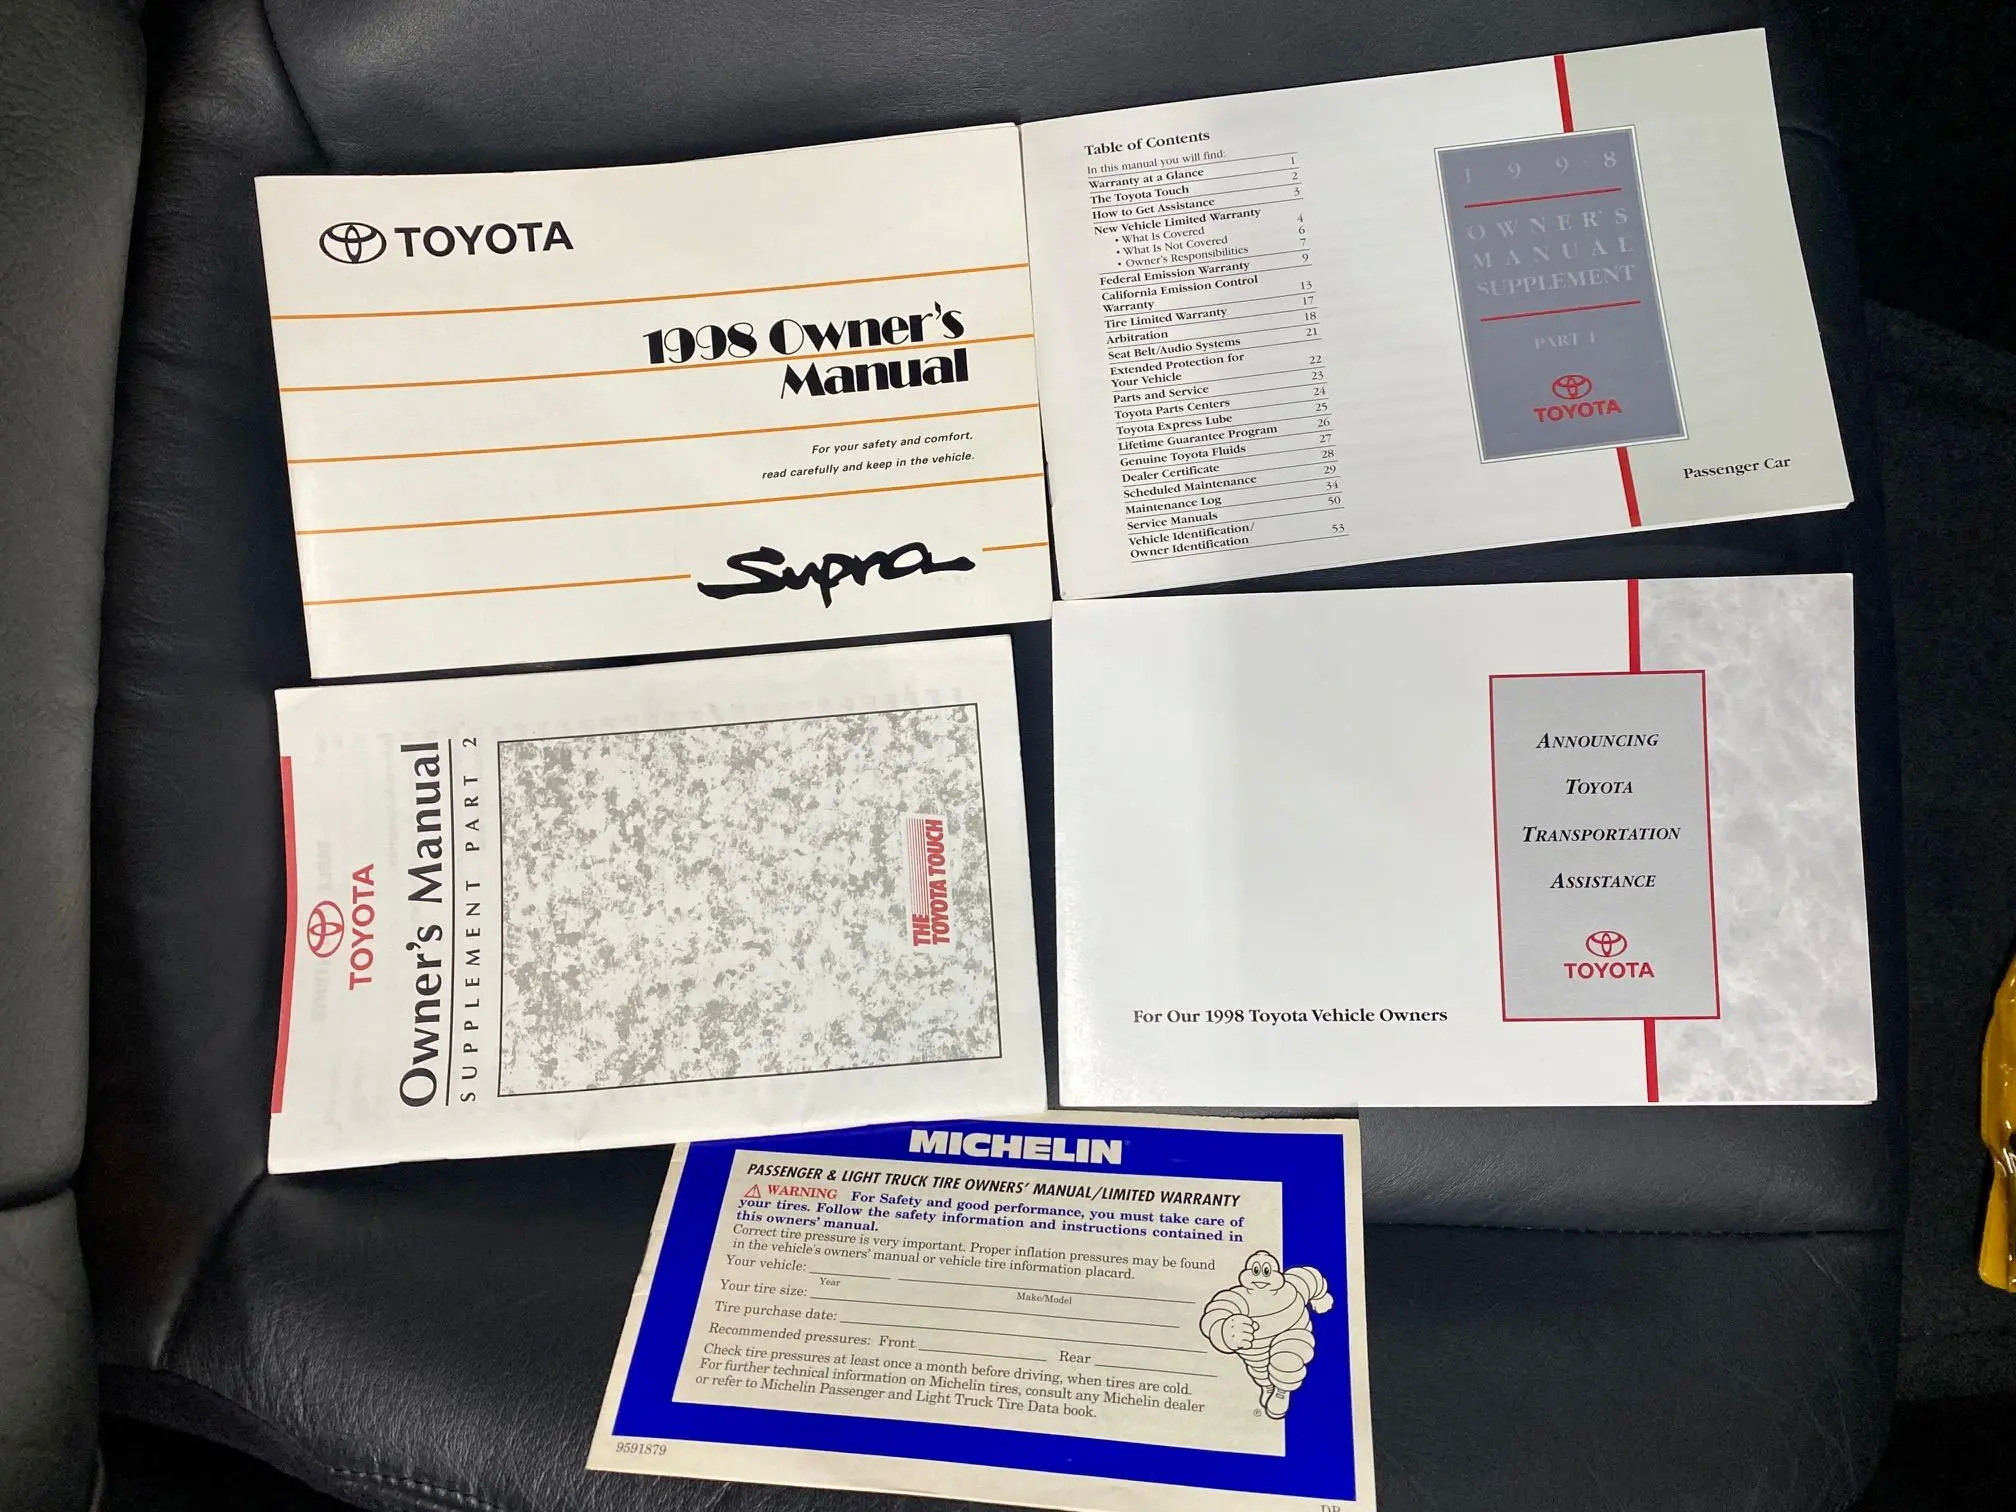 TOYOTA
1998 Owner's
Manual
For your safety and comfort,
read carefully and keep in the vehicle.
Supra
Table of Contents
In this manual you will find:
Warranty at a Glance 1
The Toyota Touch 2
How to Get Assistance 3
New Vehicle Limited Warranty
• What Is Covered 4
• What Is Not Covered 6
• Owner's Responsibilities 7
Federal Emission Warranty 9
California Emission Control
Warranty 13
Tire Limited Warranty 17
Arbitration 18
Seat Belt/Audio Systems 21
Extended Protection for
Your Vehicle 22
Parts and Service 23
Toyota Parts Centers 24
Toyota Express Lube 25
Lifetime Guarantee Program 26
Genuine Toyota Fluids 27
Dealer Certificate 28
Scheduled Maintenance 29
Maintenance Log 34
Service Manuals 50
Vehicle Identification/
Owner Identification 53
1998
OWNER'S
MANUAL
SUPPLEMENT
PART 1
TOYOTA
Passenger Car
TOYOTA
Owner's Manual
SUPPLEMENT PART 2
THE
TOYOTA TOUCH
ANNOUNCING
TOYOTA
TRANSPORTATION
ASSISTANCE
TOYOTA
For Our 1998 Toyota Vehicle Owners
MICHELIN
PASSENGER & LIGHT TRUCK TIRE OWNERS' MANUAL/LIMITED WARRANTY
WARNING For Safety and good performance, you must take care of
your tires. Follow the safety information and instructions contained in
this owners' manual.
Correct tire pressure is very important. Proper inflation pressures may be found
in the vehicle's owners' manual or vehicle tire information placard.
Your vehicle:
Year Make/Model
Your tire size:
Tire purchase date:
Recommended pressures: Front Rear
Check tire pressures at least once a month before driving, when tires are cold.
For further technical information on Michelin tires, consult any Michelin dealer
or refer to Michelin Passenger and Light Truck Tire Data book.
®
9591879